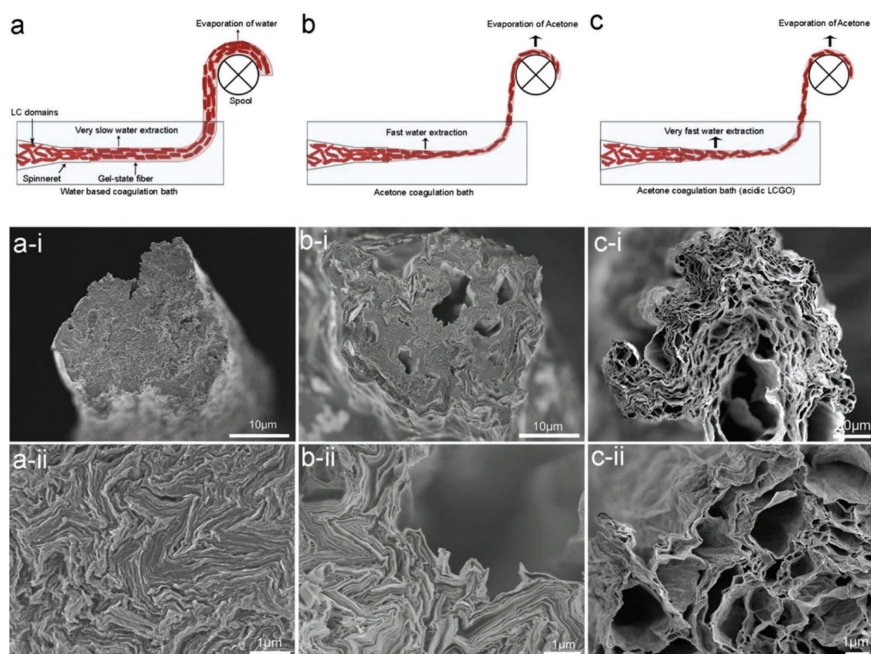 a
Evaporation of water
Spool
LC domains
Very slow water extraction
Spinneret
Gel-state fiber
Water based coagulation bath
b
Evaporation of Acetone
Fast water extraction
Acetone coagulation bath
c
Evaporation of Acetone
Very fast water extraction
Acetone coagulation bath (acidic LCGO)
a-i
10µm
b-i
10µm
c-i
a-ii
1µm
b-ii
1µm
c-ii
1µm